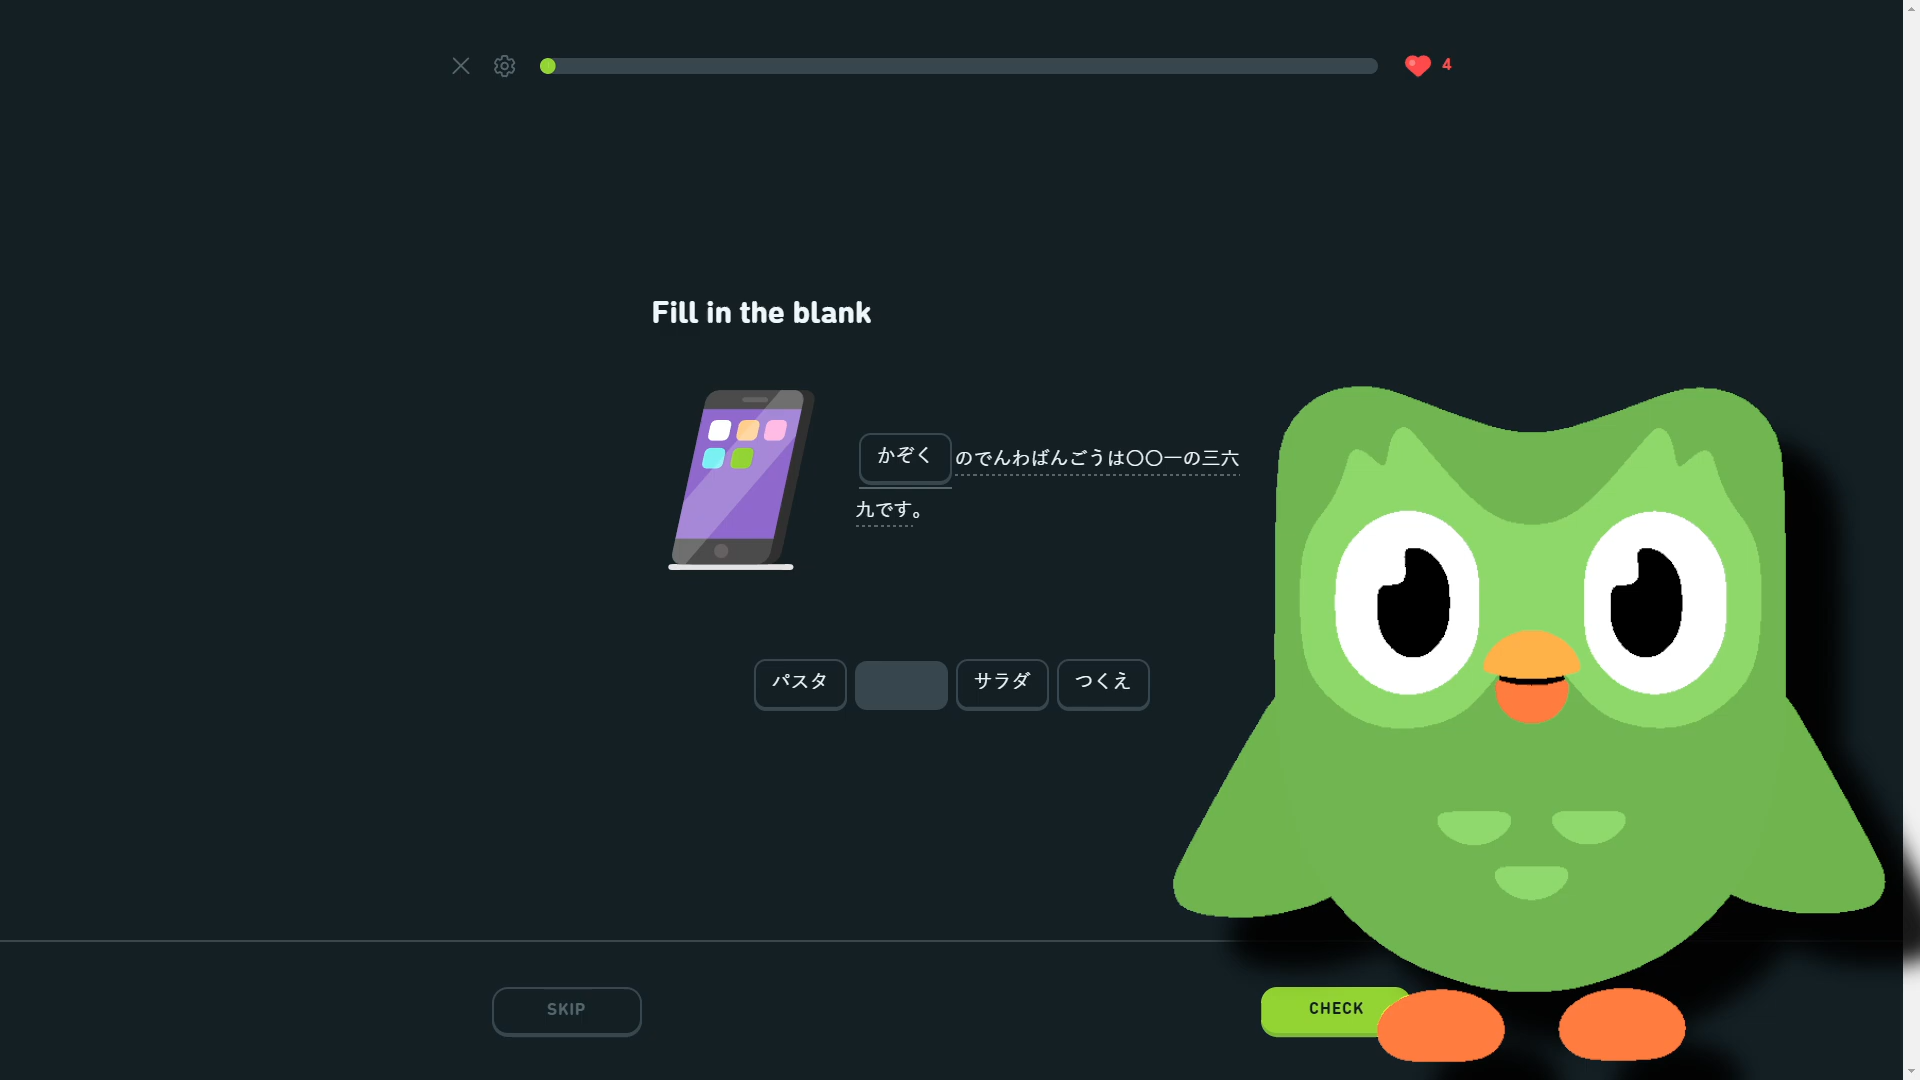 4
Fill in the blank
かぞく のでんわばんごうは〇〇一の三六
九です。
パスタ サラダ つくえ
SKIP CHECK